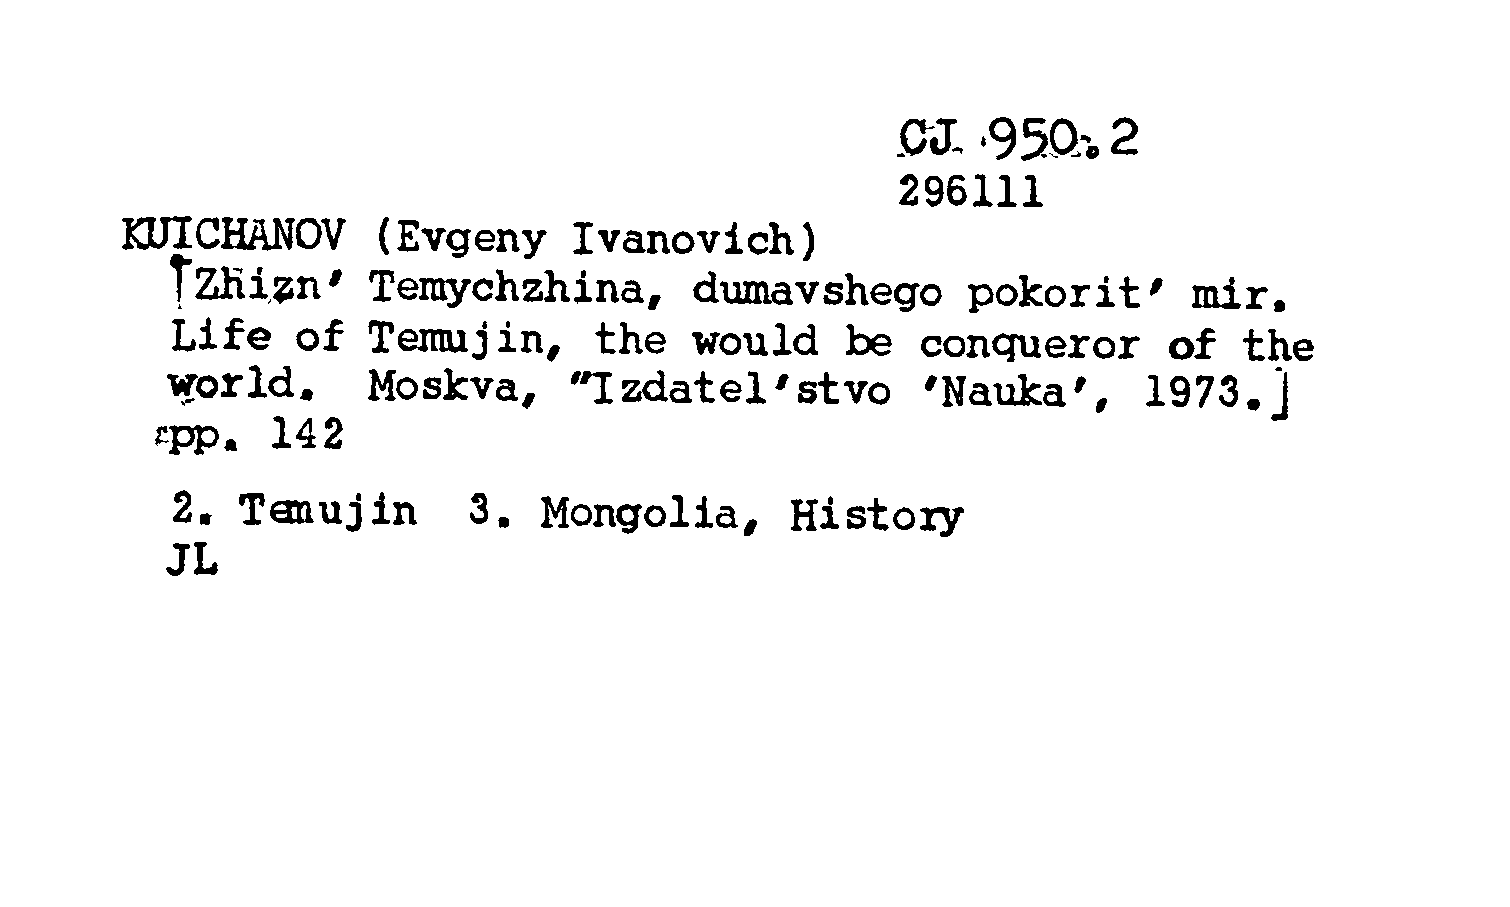 CJ 950.2
296111
KUICHANOV (Evgeny Ivanovich)
[Zhizn' Temychzhina, dumavshego pokorit' mir.
Life of Temujin, the would be conqueror of the
world. Moskva, "Izdatel'stvo 'Nauka', 1973.]
pp. 142
2. Temujin 3. Mongolia, History
JL